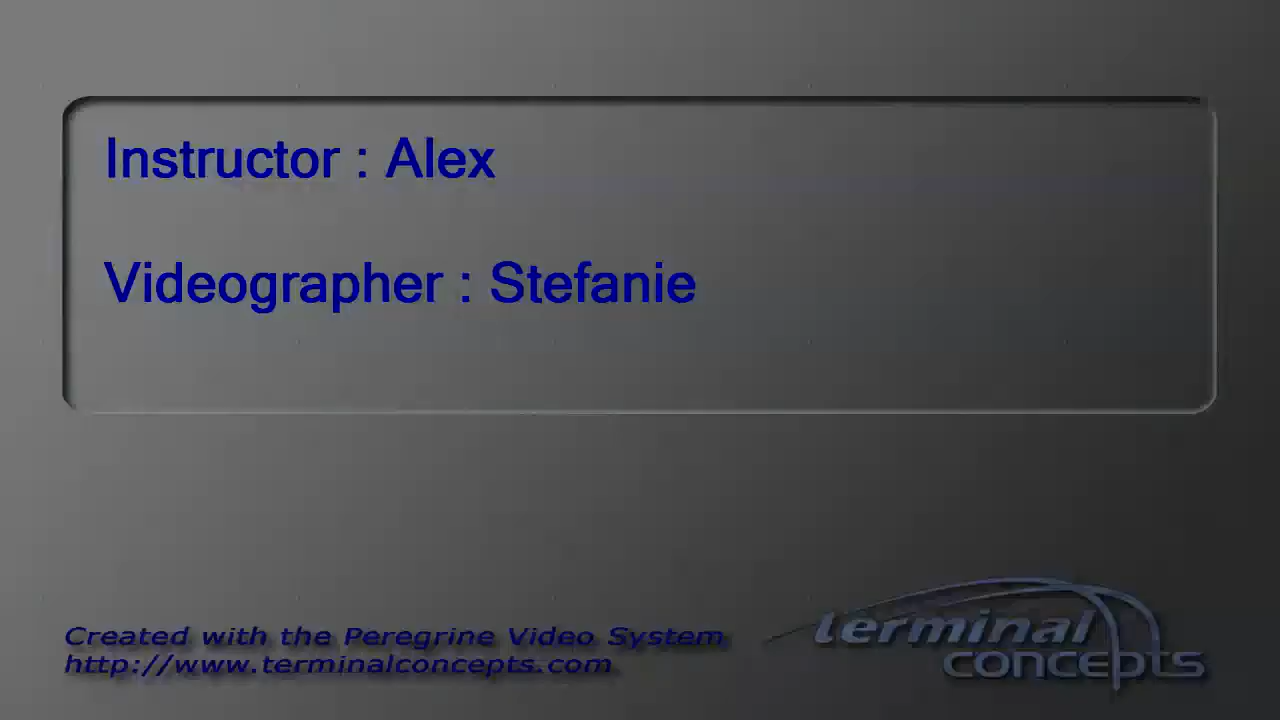 Instructor : Alex
Videographer : Stefanie
Created with the Peregrine Video System
http://www.terminalconcepts.com
terminal
concepts